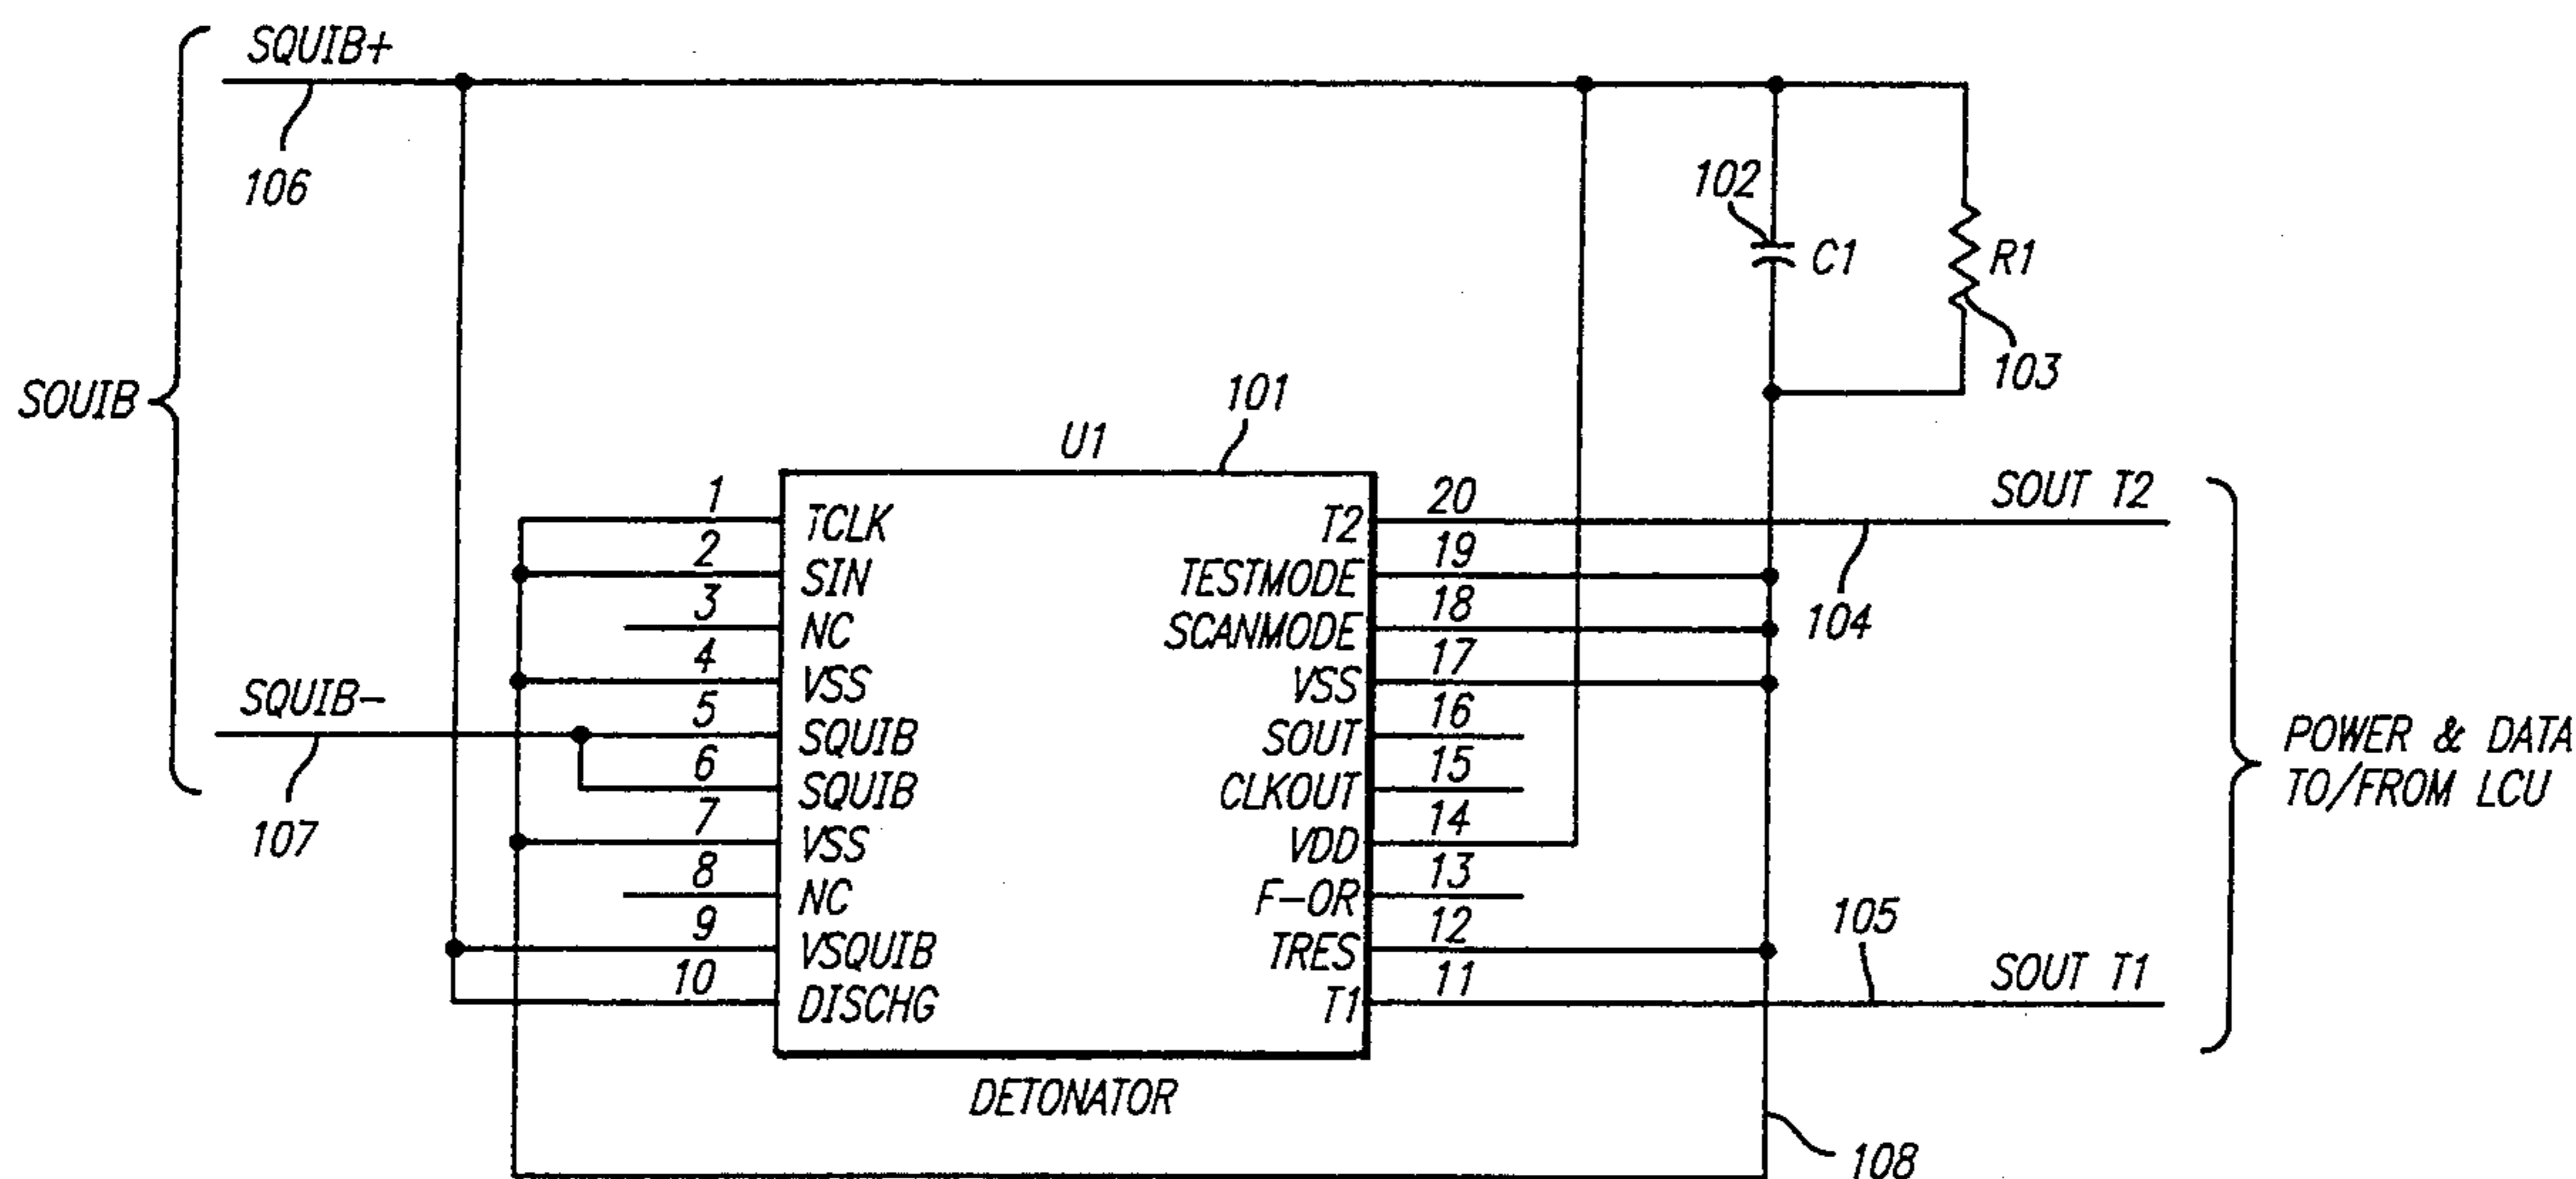 SQUIB+
106
102
C1
R1
103
SOUIB
101
U1
1
TCLK
2
SIN
3
NC
4
VSS
5
SQUIB
6
SQUIB
7
VSS
8
NC
9
VSQUIB
10
DISCHG
20
T2
19
TESTMODE
18
SCANMODE
17
VSS
16
SOUT
15
CLKOUT
14
VDD
13
F-OR
12
TRES
11
T1
SQUIB-
107
SOUT T2
104
POWER & DATA
TO/FROM LCU
105
SOUT T1
DETONATOR
108